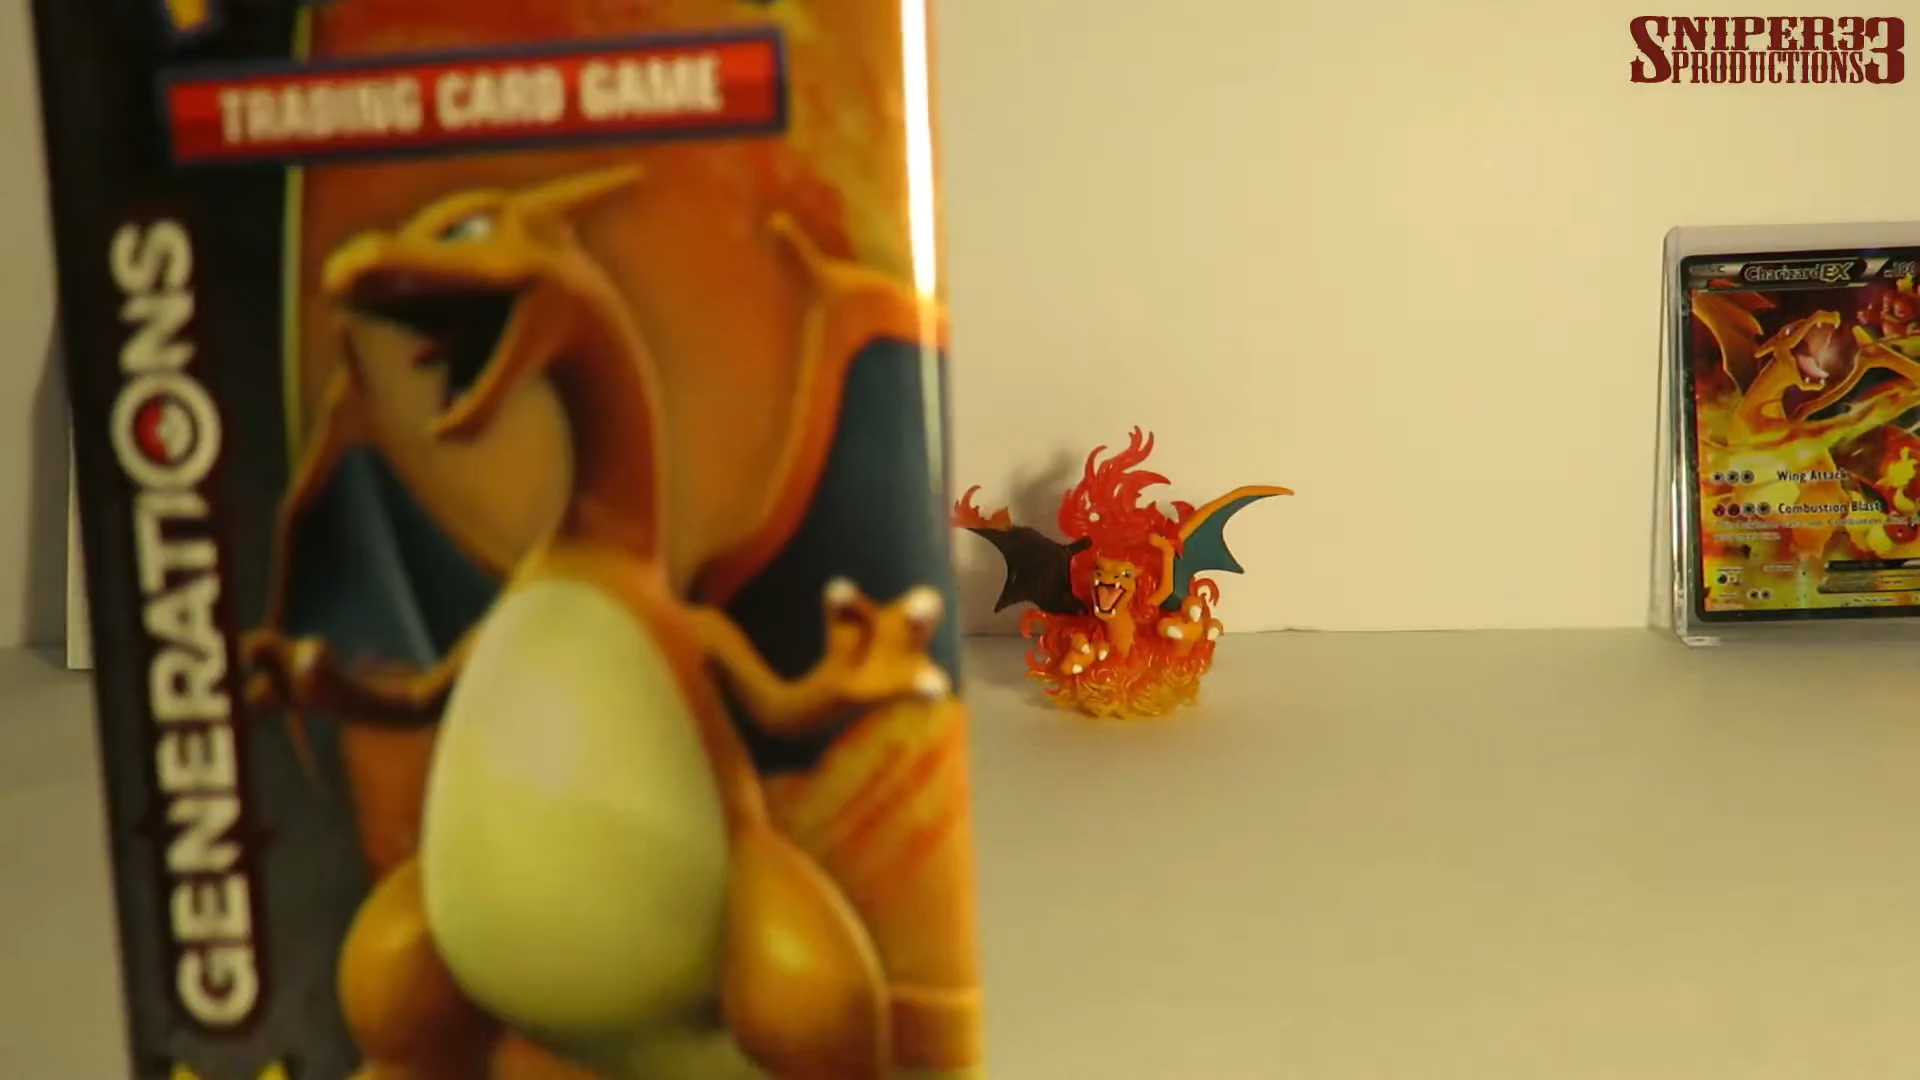 TRADING CARD GAME
GENERATIONS
SNIPER33
PRODUCTIONS
Charizard EX
Wing Attack
Combustion Blast